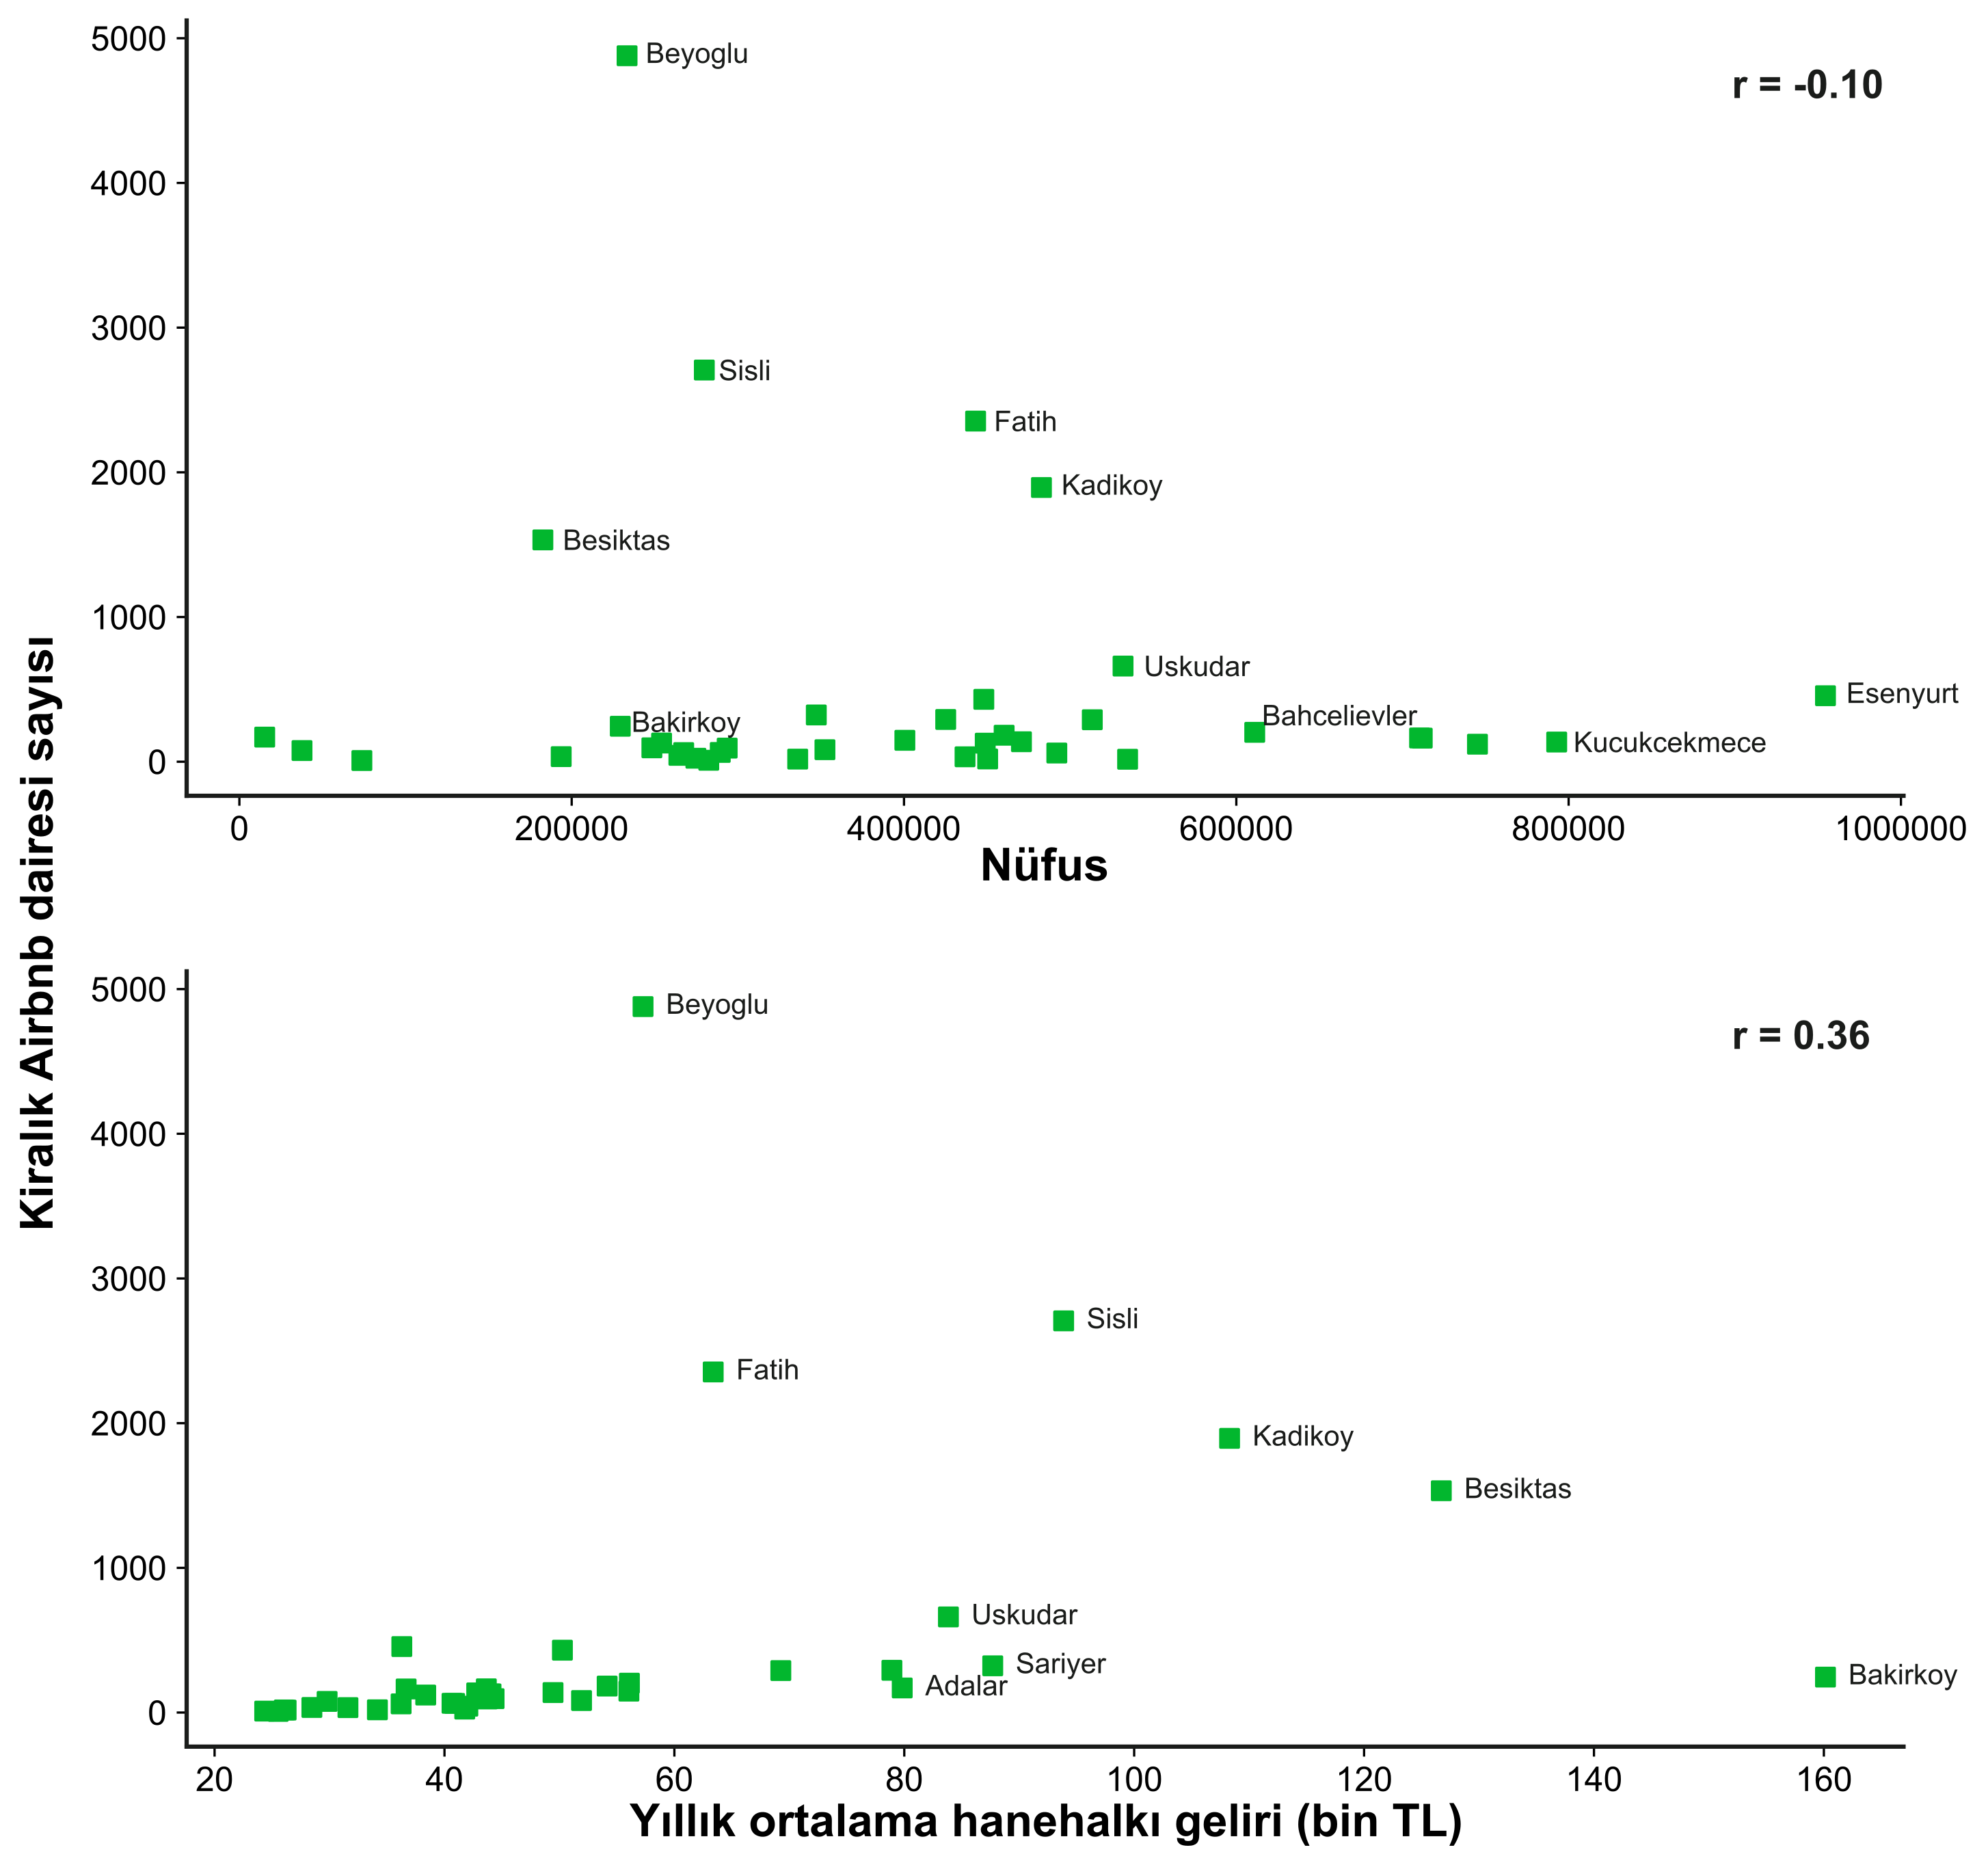 Kiralık Airbnb dairesi sayısı
5000
4000
3000
2000
1000
0
Beyoglu
r = -0.10
Sisli
Fatih
Kadikoy
Besiktas
Uskudar
Esenyurt
Bakirkoy
Bahcelievler
Kucukcekmece
0
200000
400000
600000
800000
1000000
Nüfus
5000
4000
3000
2000
1000
0
Beyoglu
r = 0.36
Sisli
Fatih
Kadikoy
Besiktas
Uskudar
Sariyer
Adalar
Bakirkoy
20
40
60
80
100
120
140
160
Yıllık ortalama hanehalkı geliri (bin TL)